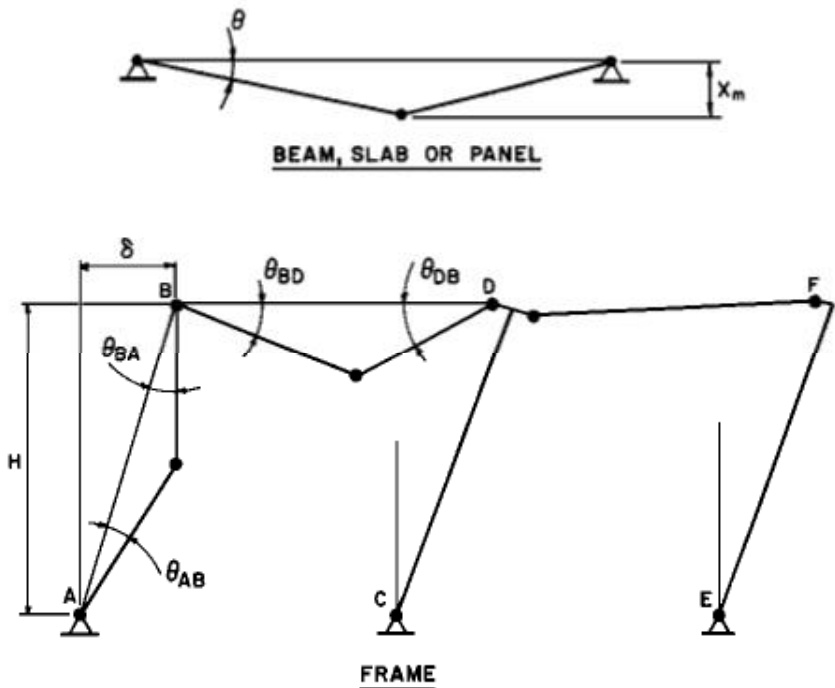 θ
Xm
BEAM, SLAB OR PANEL
δ
B
θBD
θDB
D
F
θBA
H
θAB
A
C
E
FRAME